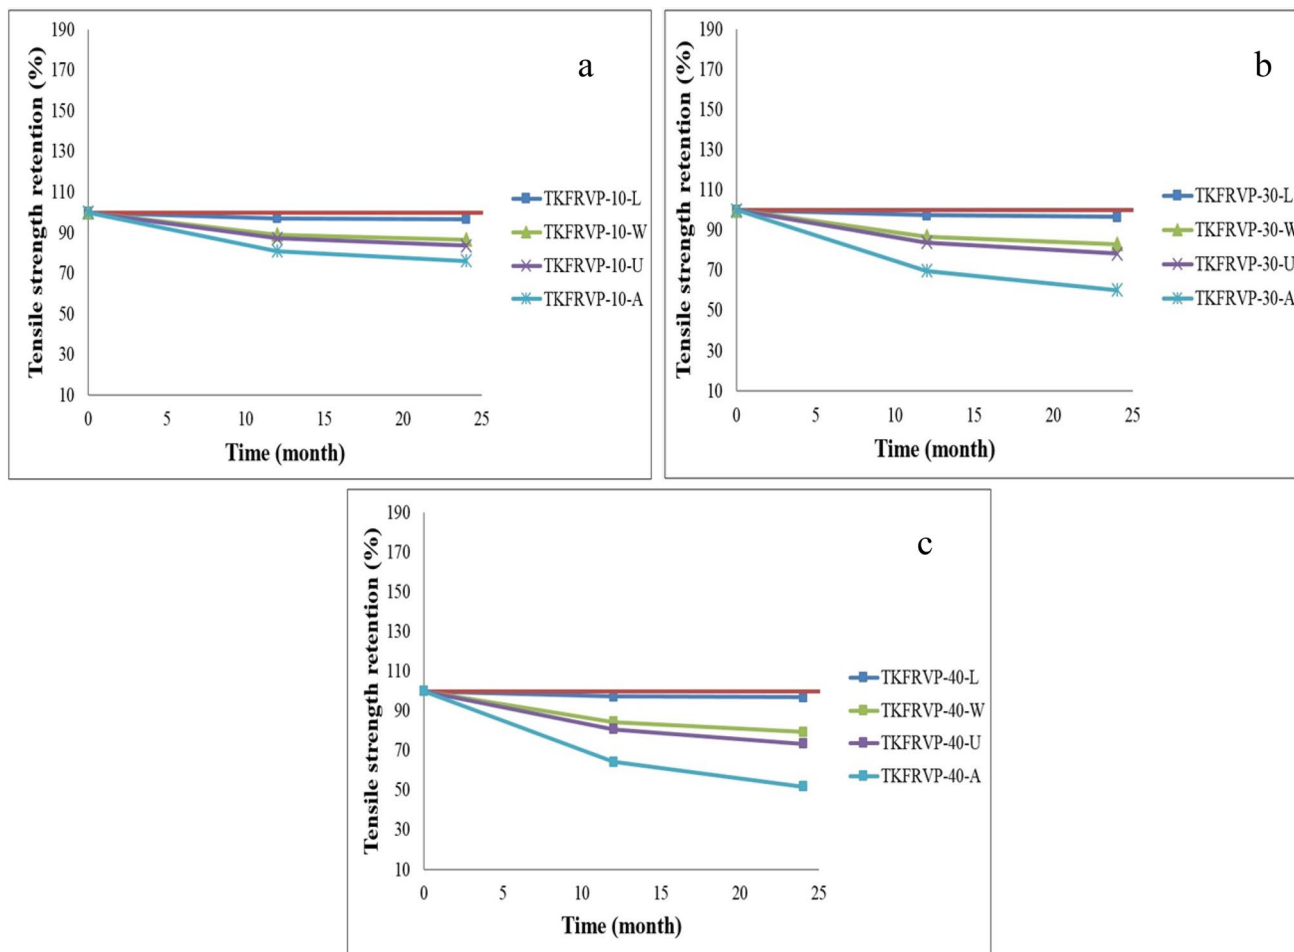 a
Tensile strength retention (%)
190
170
150
130
110
90
70
50
30
10
0 5 10 15 20 25
Time (month)
TKFRVP-10-L
TKFRVP-10-W
TKFRVP-10-U
TKFRVP-10-A
b
Tensile strength retention (%)
190
170
150
130
110
90
70
50
30
10
0 5 10 15 20 25
Time (month)
TKFRVP-30-L
TKFRVP-30-W
TKFRVP-30-U
TKFRVP-30-A
c
Tensile strength retention (%)
190
170
150
130
110
90
70
50
30
10
0 5 10 15 20 25
Time (month)
TKFRVP-40-L
TKFRVP-40-W
TKFRVP-40-U
TKFRVP-40-A